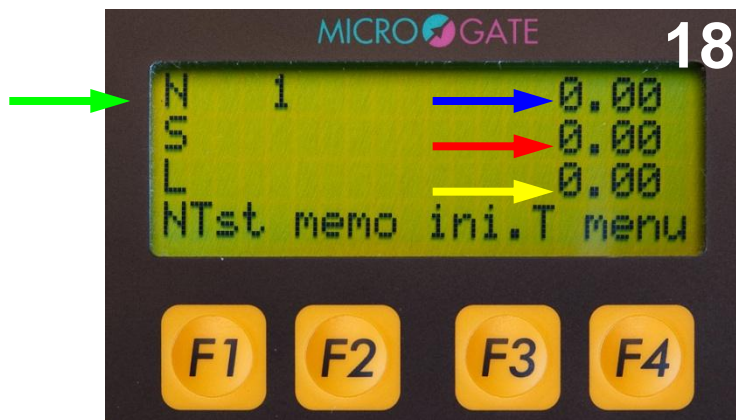 MICRO GATE
18
N 1 0.00
S 0.00
L 0.00
NTst memo ini.T menu
F1 F2 F3 F4